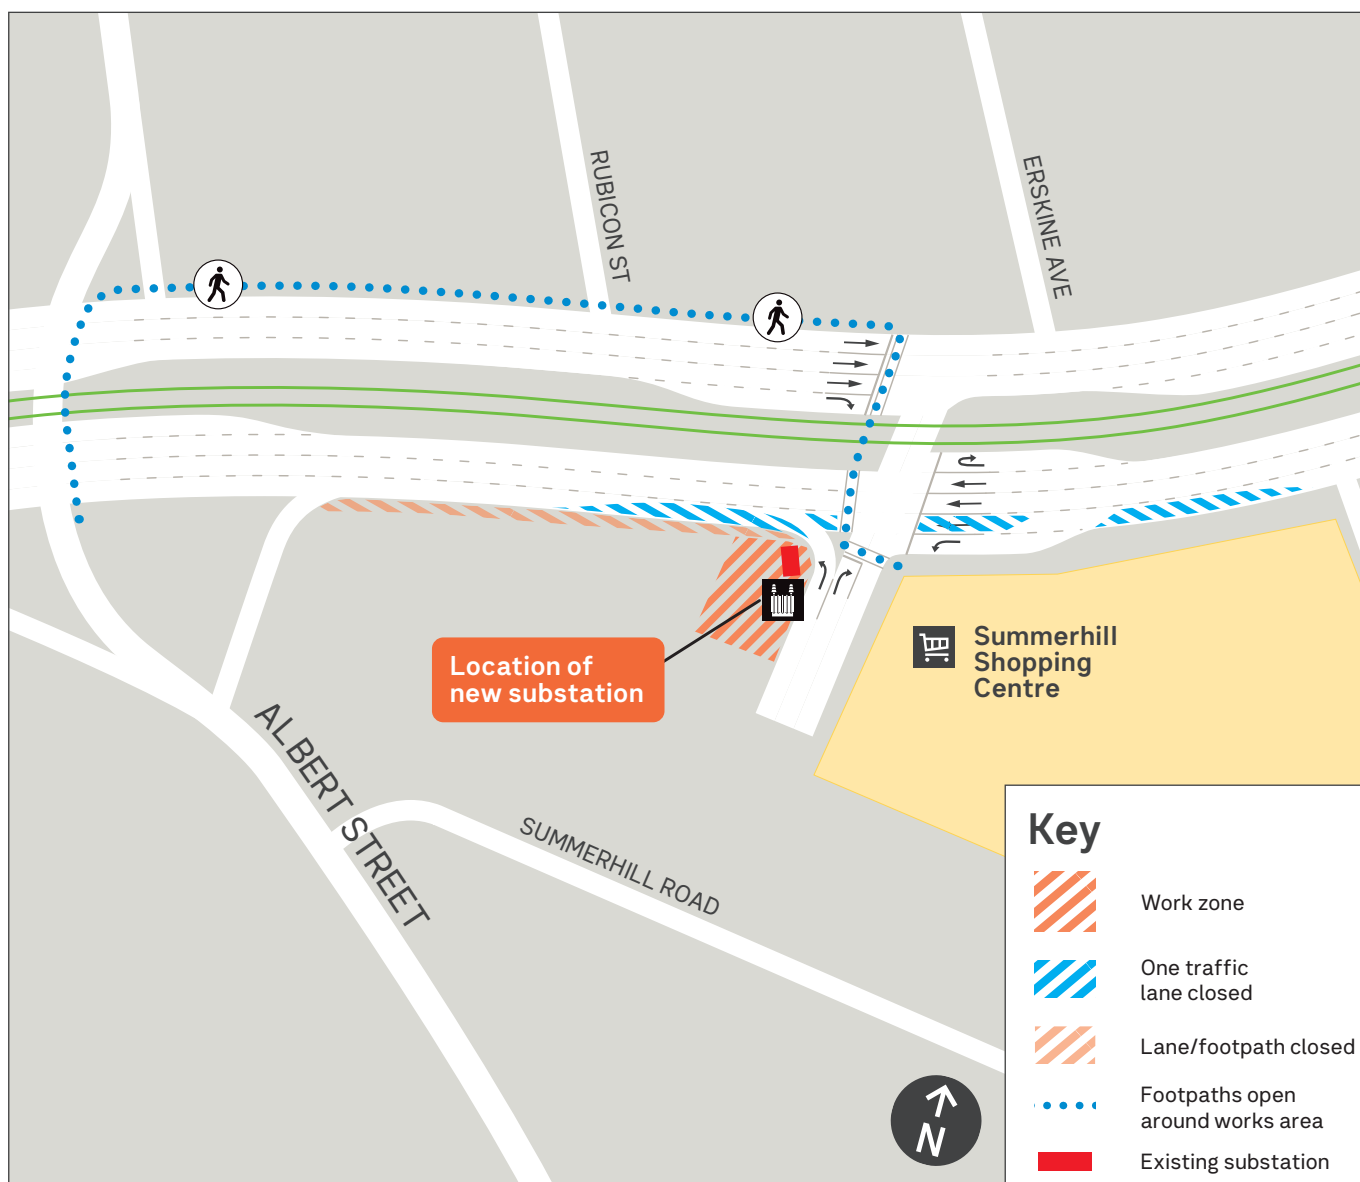 RUBICON ST
ERSKINE AVE
Location of
new substation
Summerhill
Shopping
Centre
ALBERT STREET
SUMMERHILL ROAD
N
Key
Work zone
One traffic
lane closed
Lane/footpath closed
Footpaths open
around works area
Existing substation